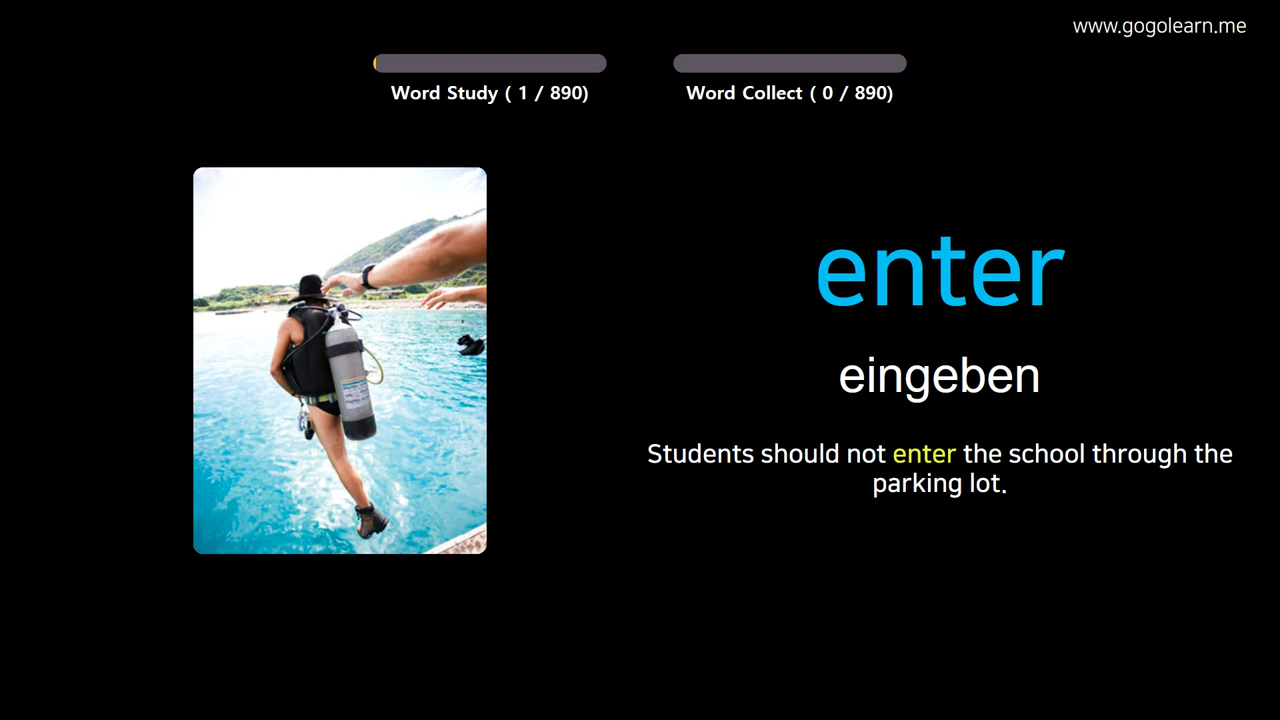 www.gogolearn.me
Word Study ( 1 / 890)
Word Collect ( 0 / 890)
enter
eingeben
Students should not enter the school through the
parking lot.